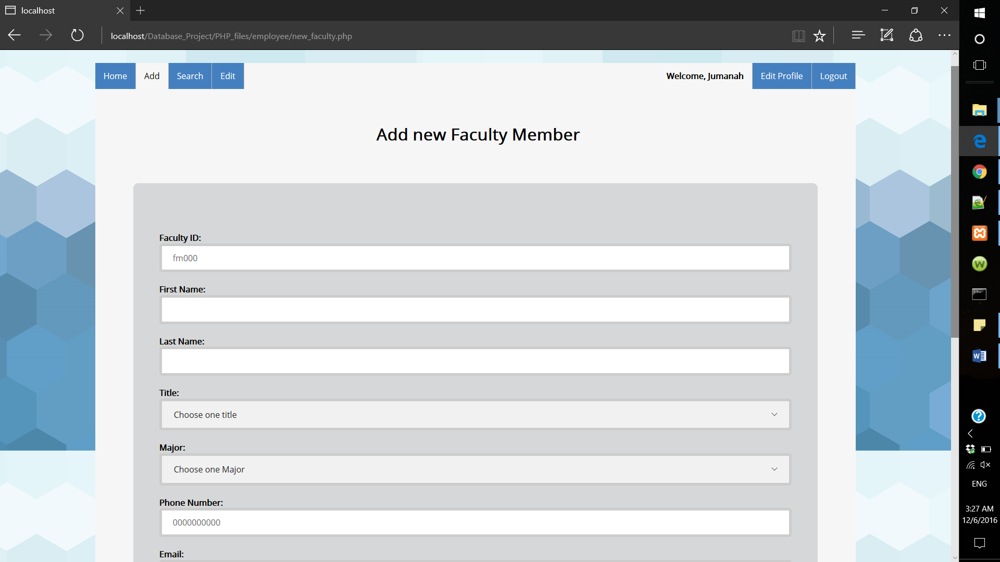 localhost
localhost/Database_Project/PHP_files/employee/new_faculty.php
Home Add Search Edit Welcome, Jumanah Edit Profile Logout
Add new Faculty Member
Faculty ID:
fm000
First Name:
Last Name:
Title:
Choose one title
Major:
Choose one Major
Phone Number:
0000000000
Email:
ENG
3:27 AM
12/6/2016